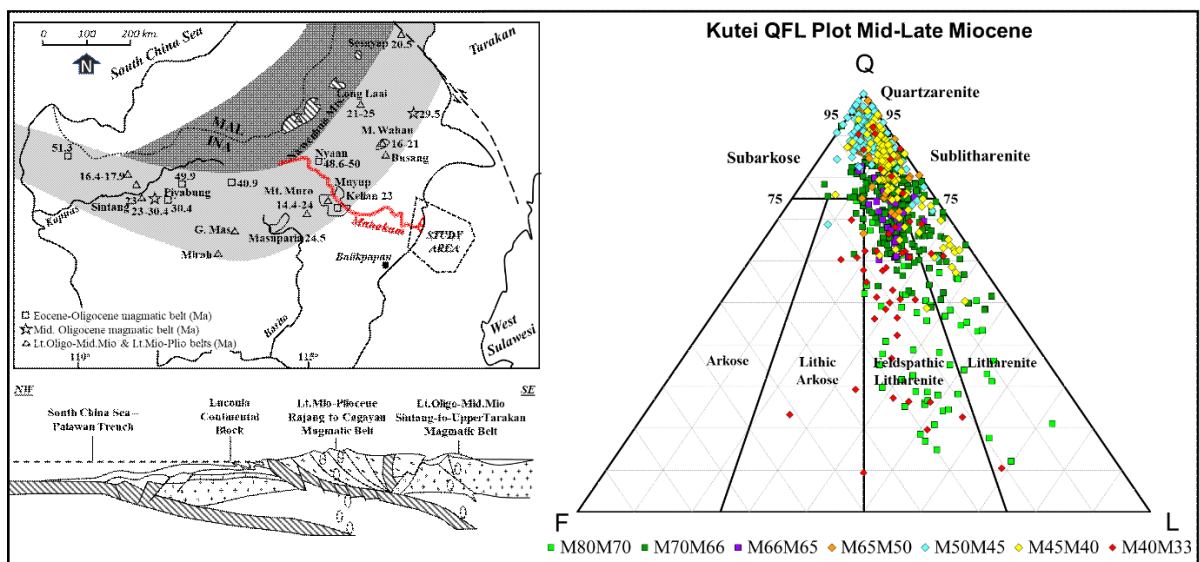 0 100 200 km.
N
South China Sea
Sesayap 20.5
Turakan
Long Laai
21-25
29.5
MAL
INA
M. Wahau
16-21
Busang
51.3
Nyaan
48.6-50
16.4-17.9
49.9
40.9
Piyabung
Muyup
Mt. Muro
Kelian 23
14.4-24
23
Sintang
23-30.4
30.4
Kapuas
Mahakam
G. Mas
Masuparia 24.5
STUDY
AREA
Mirah
Balikpapan
Eocene-Oligocene magmatic belt (Ma)
Mid. Oligocene magmatic belt (Ma)
Lt.Oligo-Mid.Mio & Lt.Mio-Plio belts (Ma)
Barito
West
Sulawesi
NW
SE
South China Sea-
Palawan Trench
Luconia
Continental
Block
Lt.Mio-Pliocene
Rajang to Cagayan
Magmatic Belt
Lt.Oligo-Mid.Mio
Sintang-to-UpperTarakan
Magmatic Belt
Kutei QFL Plot Mid-Late Miocene
Q
Quartzarenite
95 95
Subarkose
Sublitharenite
75 75
Arkose
Lithic
Arkose
Feldspathic
Litharenite
Litharenite
F
L
M80M70 M70M66 M66M65 M65M50 M50M45 M45M40 M40M33